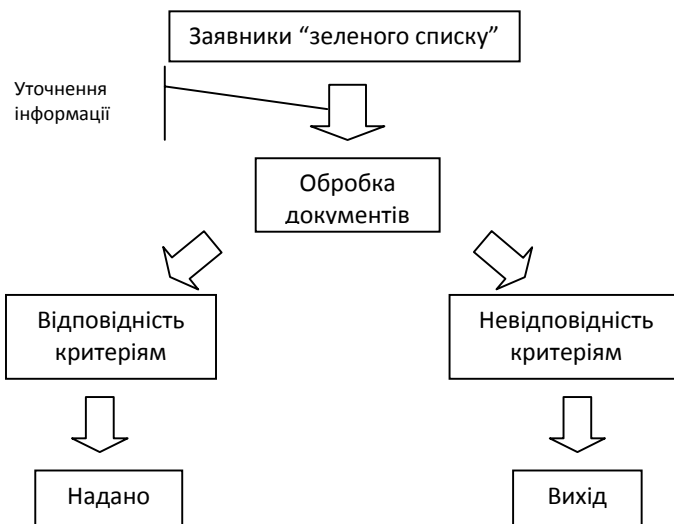 Заявники “зеленого списку”
Уточнення
інформації
Обробка
документів
Відповідність
критеріям
Невідповідність
критеріям
Надано
Вихід